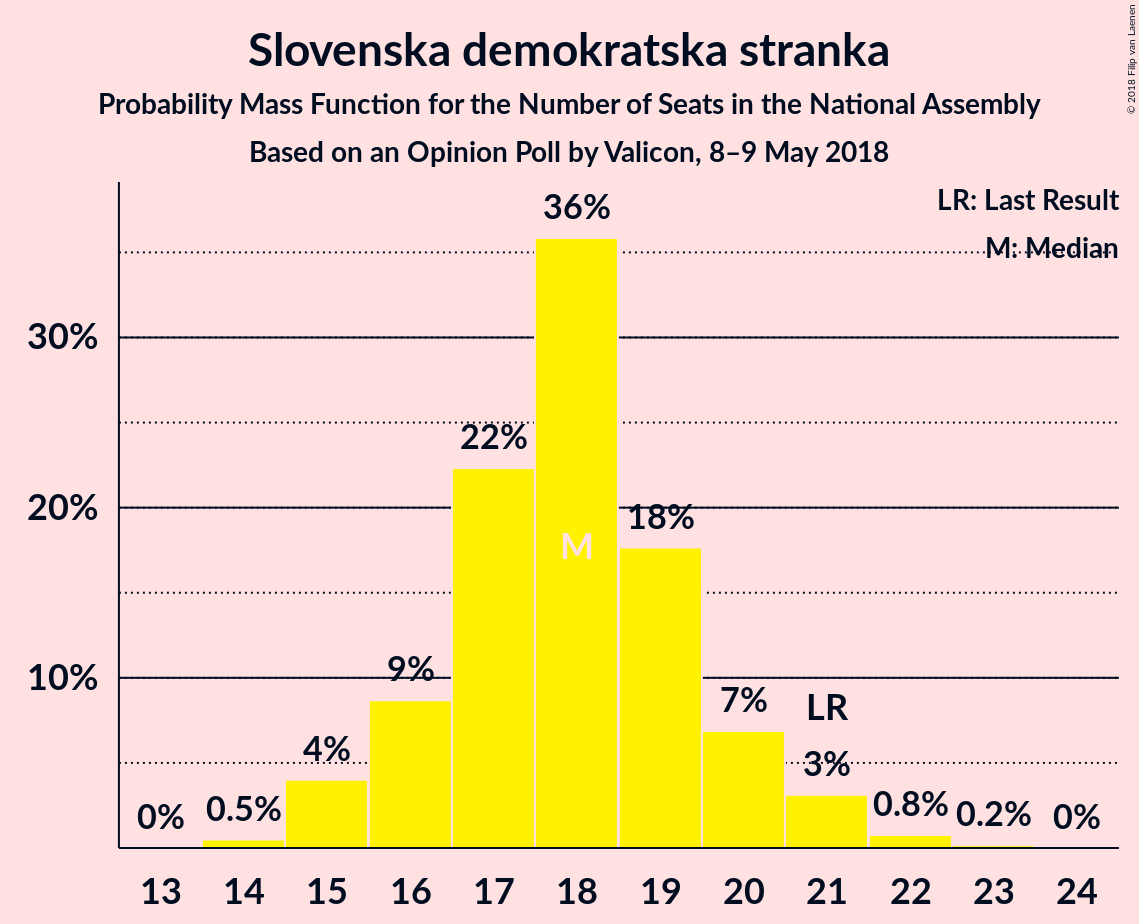 Slovenska demokratska stranka
Probability Mass Function for the Number of Seats in the National Assembly
Based on an Opinion Poll by Valicon, 8–9 May 2018
© 2018 Filip van Laenen
LR: Last Result
M: Median
30%
20%
10%
0%
0.5%
4%
9%
22%
36%
M
18%
7%
LR
3%
0.8%
0.2%
0%
13 14 15 16 17 18 19 20 21 22 23 24